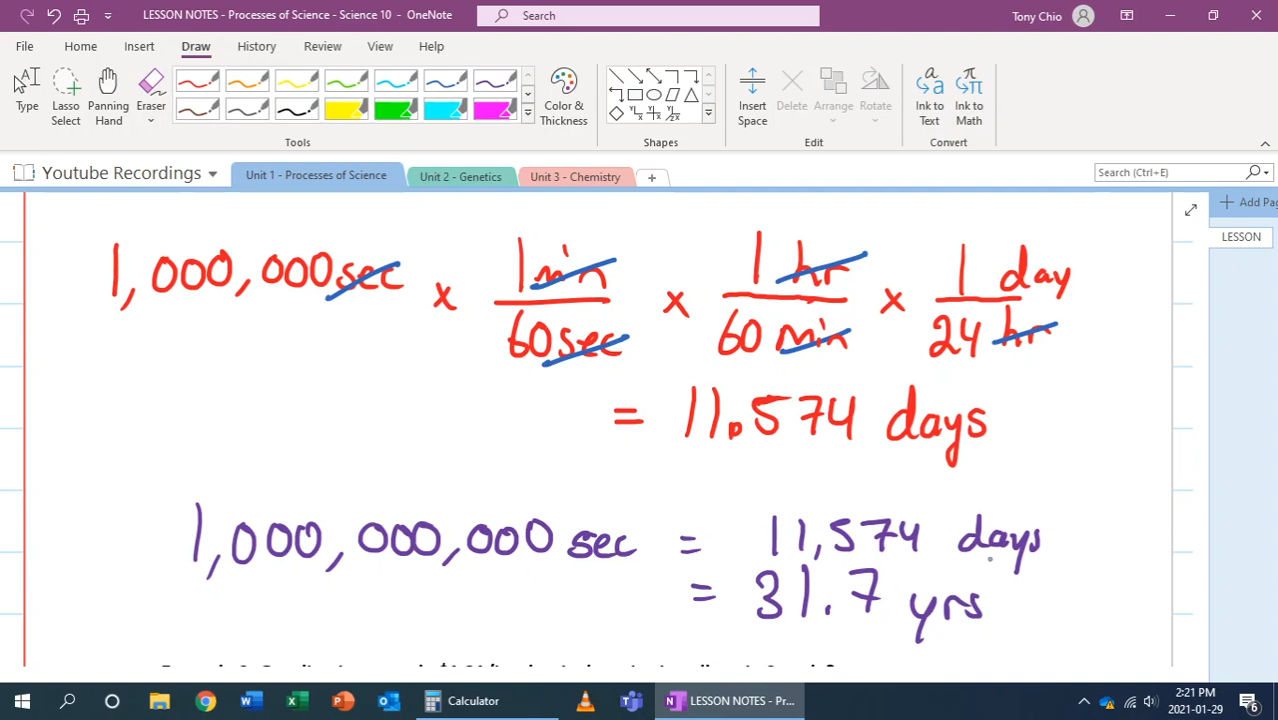 LESSON NOTES - Processes of Science - Science 10 - OneNote
Search
Tony Chio
File Home Insert Draw History Review View Help
Type
Lasso Select
Panning Hand
Eraser
Color & Thickness
Insert Space
Delete
Arrange
Rotate
Ink to Text
Ink to Math
Tools
Shapes
Edit
Convert
Youtube Recordings
Unit 1 - Processes of Science
Unit 2 - Genetics
Unit 3 - Chemistry
Search (Ctrl+E)
Add Pag
LESSON
1,000,000 sec x 1 min / 60 sec x 1 hr / 60 min x 1 day / 24 hr
= 11.574 days
1,000,000,000 sec = 11,574 days
= 31.7 yrs
Calculator
LESSON NOTES - Pr...
2:21 PM
2021-01-29
6